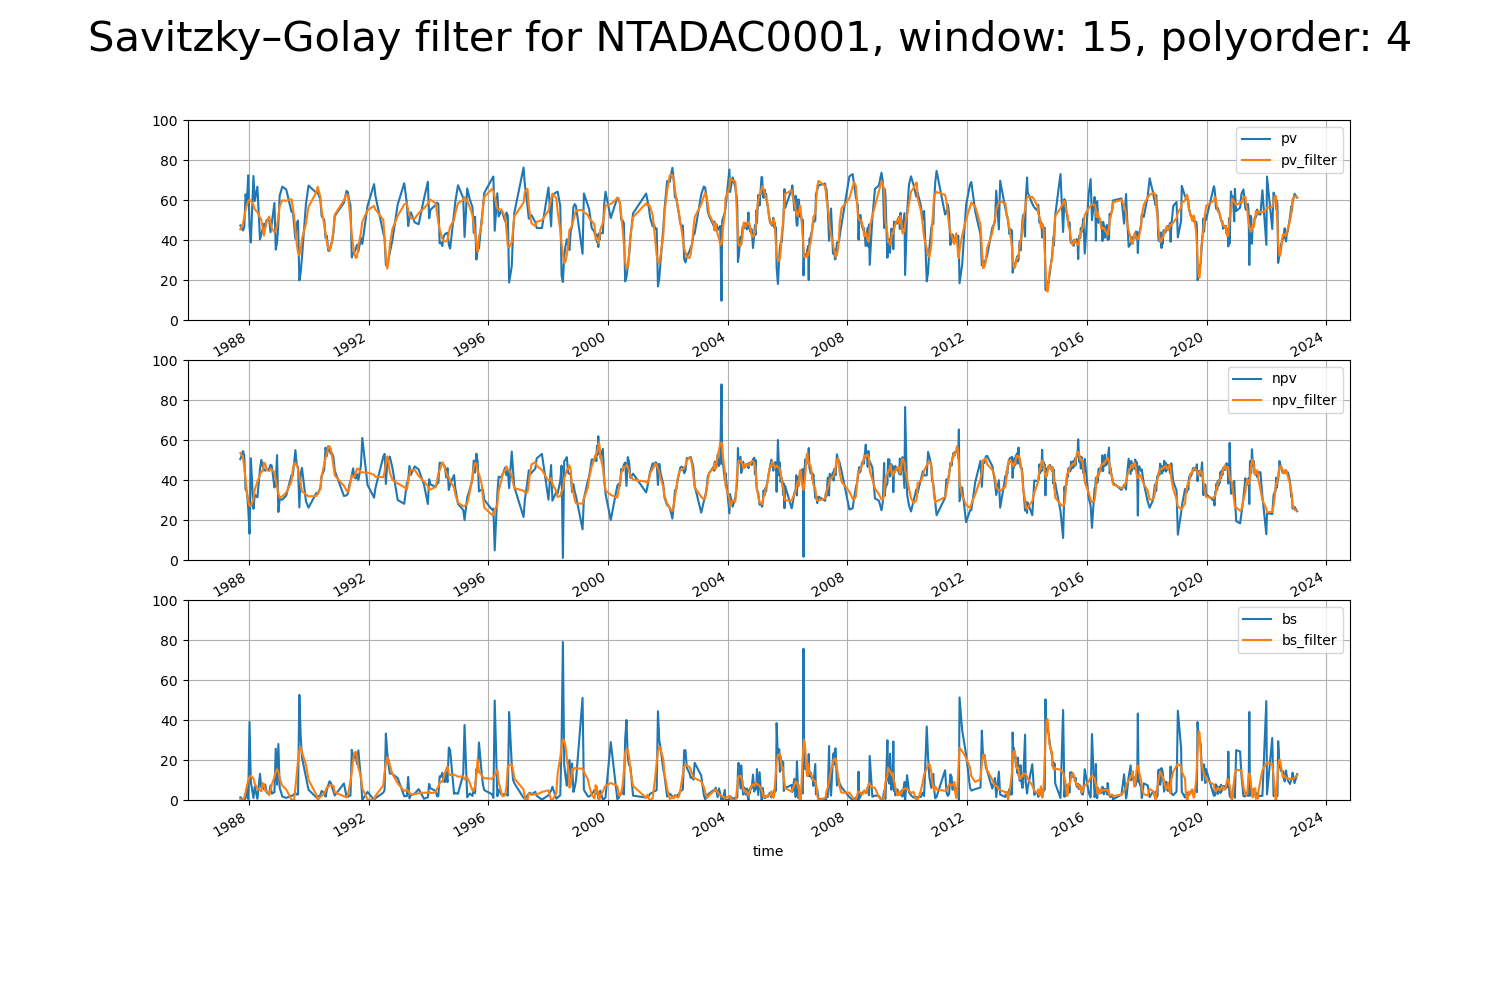 Savitzky–Golay filter for NTADAC0001, window: 15, polyorder: 4
100
80
60
40
20
0
pv
pv_filter
1988 1992 1996 2000 2004 2008 2012 2016 2020 2024
100
80
60
40
20
0
npv
npv_filter
1988 1992 1996 2000 2004 2008 2012 2016 2020 2024
100
80
60
40
20
0
bs
bs_filter
1988 1992 1996 2000 2004 2008 2012 2016 2020 2024
time